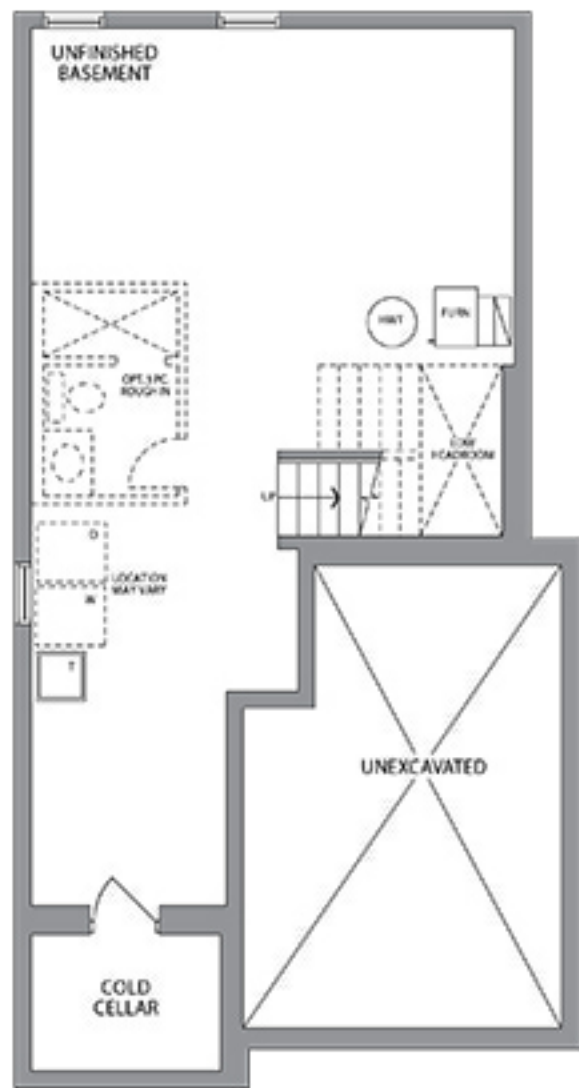 UNFINISHED
BASEMENT
HWT
FURN
OPT. 3 PC.
ROUGH IN
LOW
HEADROOM
UP
D
LOCATION
MAY VARY
W
T
UNEXCAVATED
COLD
CELLAR